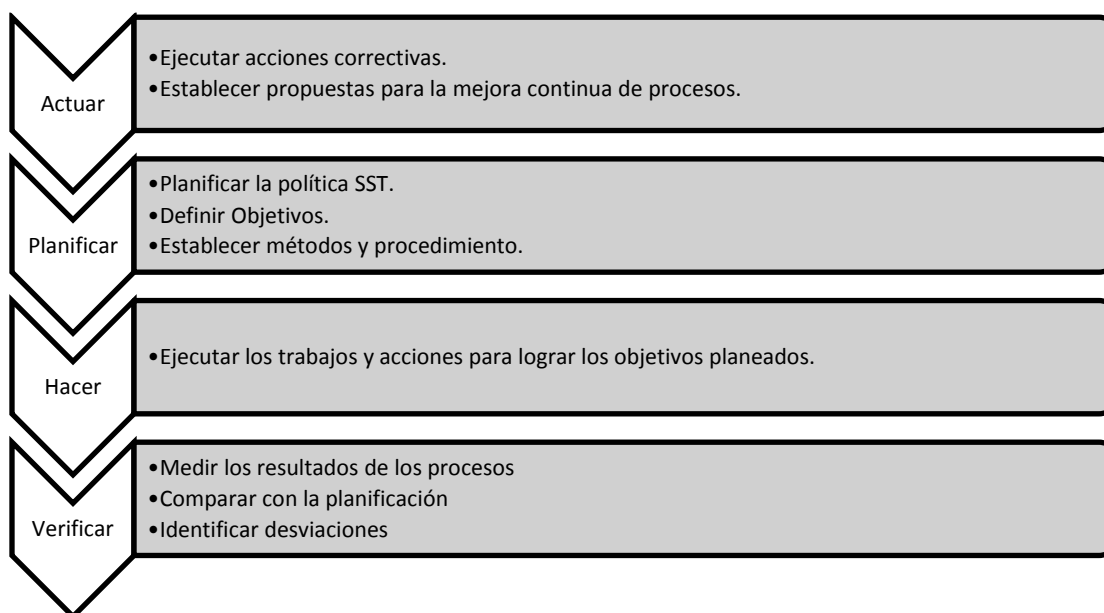 Actuar
•Ejecutar acciones correctivas.
•Establecer propuestas para la mejora continua de procesos.
Planificar
•Planificar la política SST.
•Definir Objetivos.
•Establecer métodos y procedimiento.
Hacer
•Ejecutar los trabajos y acciones para lograr los objetivos planeados.
Verificar
•Medir los resultados de los procesos
•Comparar con la planificación
•Identificar desviaciones